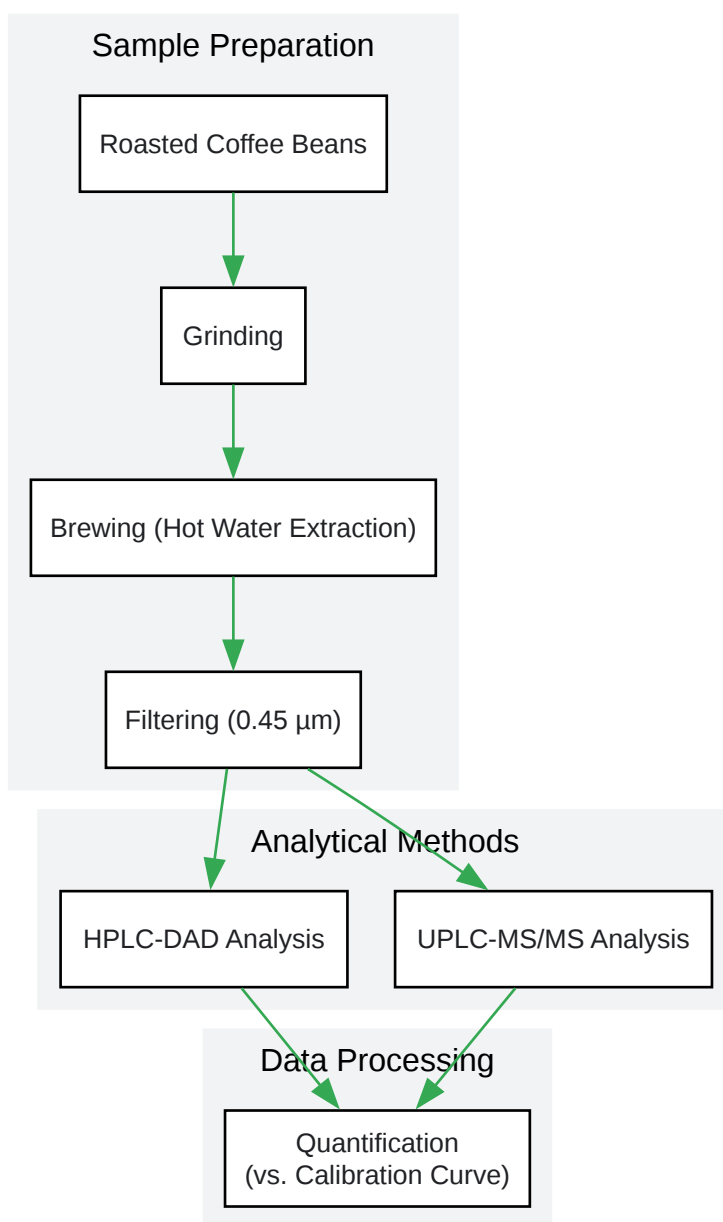 Sample Preparation
Roasted Coffee Beans
Grinding
Brewing (Hot Water Extraction)
Filtering (0.45 µm)
Analytical Methods
HPLC-DAD Analysis
UPLC-MS/MS Analysis
Data Processing
Quantification
(vs. Calibration Curve)